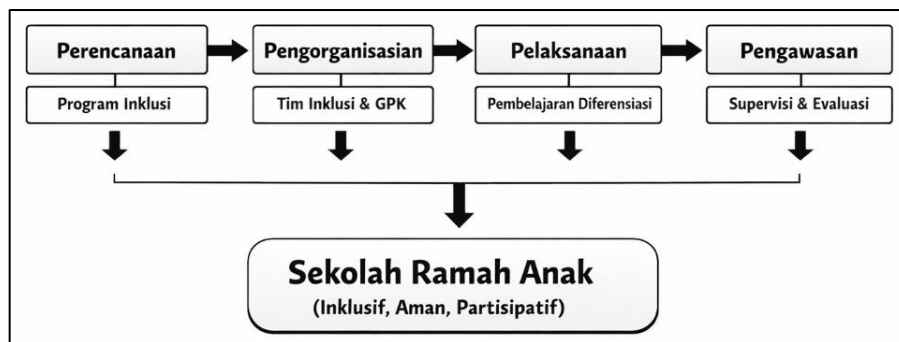 Perencanaan
Pengorganisasian
Pelaksanaan
Pengawasan
Program Inklusi
Tim Inklusi & GPK
Pembelajaran Diferensiasi
Supervisi & Evaluasi
Sekolah Ramah Anak
(Inklusif, Aman, Partisipatif)